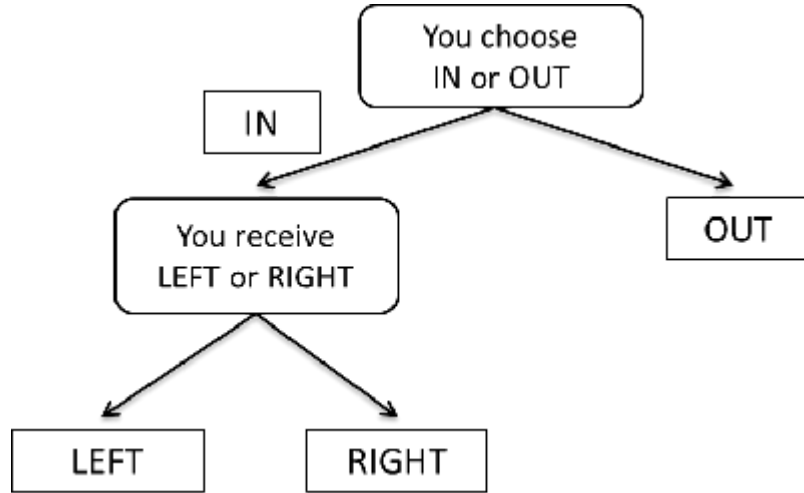 You choose
IN or OUT
IN
OUT
You receive
LEFT or RIGHT
LEFT
RIGHT